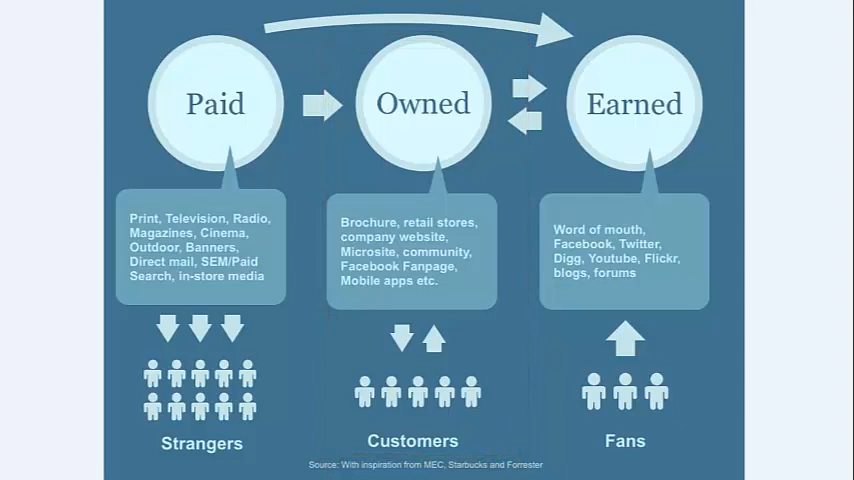 Paid
Owned
Earned
Print, Television, Radio,
Magazines, Cinema,
Outdoor, Banners,
Direct mail, SEM/Paid
Search, in-store media
Brochure, retail stores,
company website,
Microsite, community,
Facebook Fanpage,
Mobile apps etc.
Word of mouth,
Facebook, Twitter,
Digg, Youtube, Flickr,
blogs, forums
Strangers
Customers
Fans
Source: With inspiration from MEC, Starbucks and Forrester